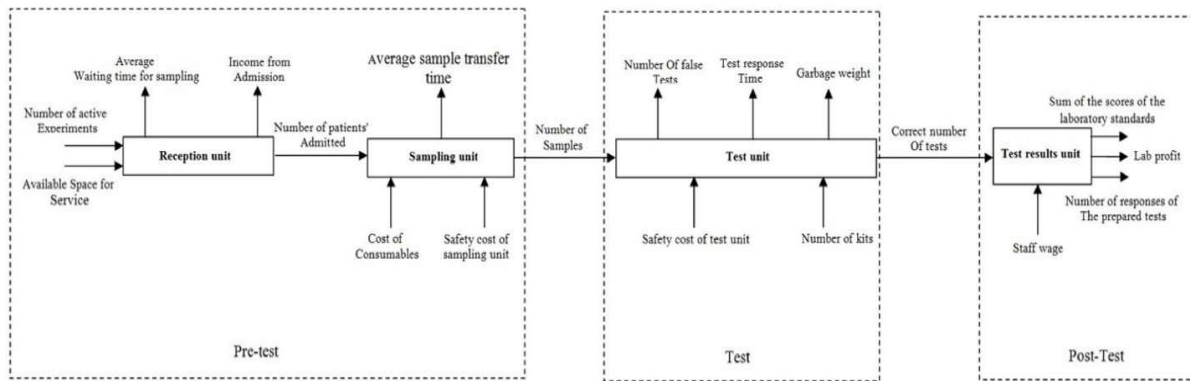 Average
Waiting time for sampling
Income from
Admission
Average sample transfer
time
Number of active
Experiments
Reception unit
Number of patients'
Admitted
Sampling unit
Available Space for
Service
Cost of
Consumables
Safety cost of
sampling unit
Pre-test
Number of
Samples
Number Of false
Tests
Test response
Time
Garbage weight
Test unit
Safety cost of test unit
Number of kits
Test
Correct number
Of tests
Sum of the scores of the
laboratory standards
Test results unit
Lab profit
Number of responses of
The prepared tests
Staff wage
Post-Test